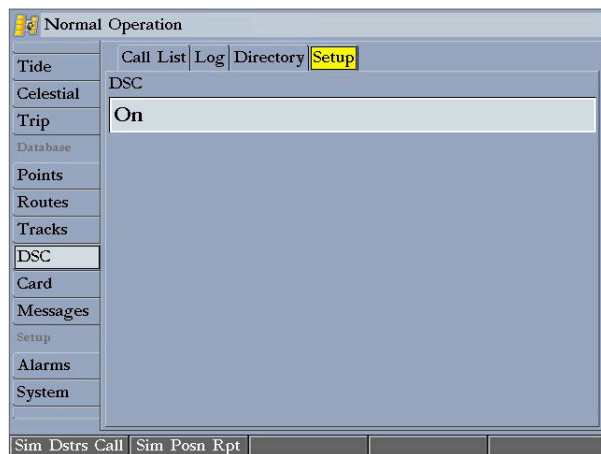 Normal Operation
Call List Log Directory Setup
Tide
Celestial
Trip
Database
Points
Routes
Tracks
DSC
Card
Messages
Setup
Alarms
System
DSC
On
Sim Dstrs Call Sim Posn Rpt